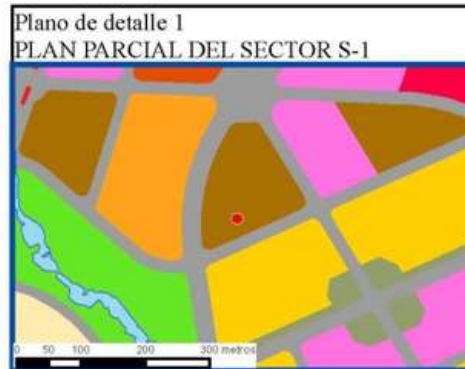 Plano de detalle 1
PLAN PARCIAL DEL SECTOR S-1
0 50 100 200 300 metros